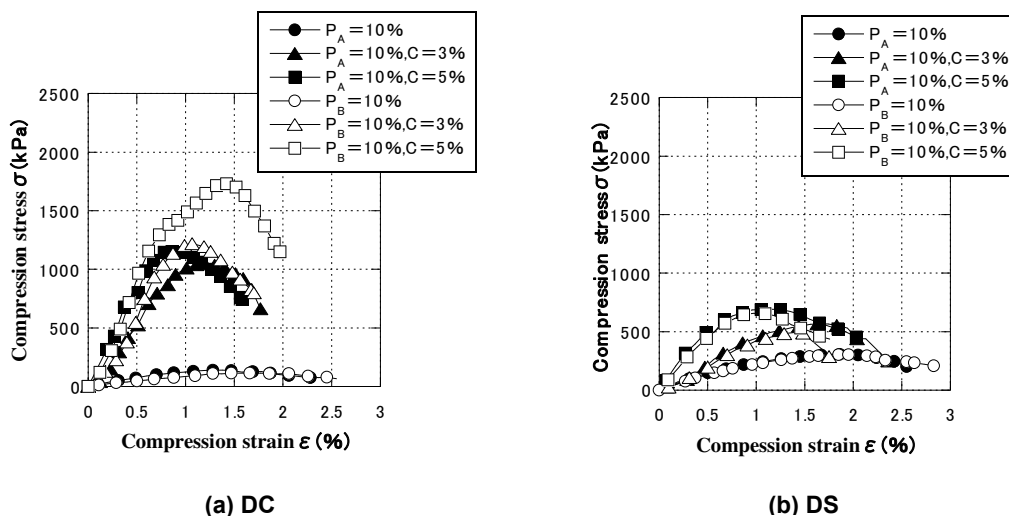 P_A=10%
P_A=10%,C=3%
P_A=10%,C=5%
P_B=10%
P_B=10%,C=3%
P_B=10%,C=5%
2500
2000
1500
1000
500
0
Compression stress σ(kPa)
0 0.5 1 1.5 2 2.5 3
Compression strain ε(%)
(a) DC
P_A=10%
P_A=10%,C=3%
P_A=10%,C=5%
P_B=10%
P_B=10%,C=3%
P_B=10%,C=5%
2500
2000
1500
1000
500
0
Compression stress σ(kPa)
0 0.5 1 1.5 2 2.5 3
Compession strain ε(%)
(b) DS